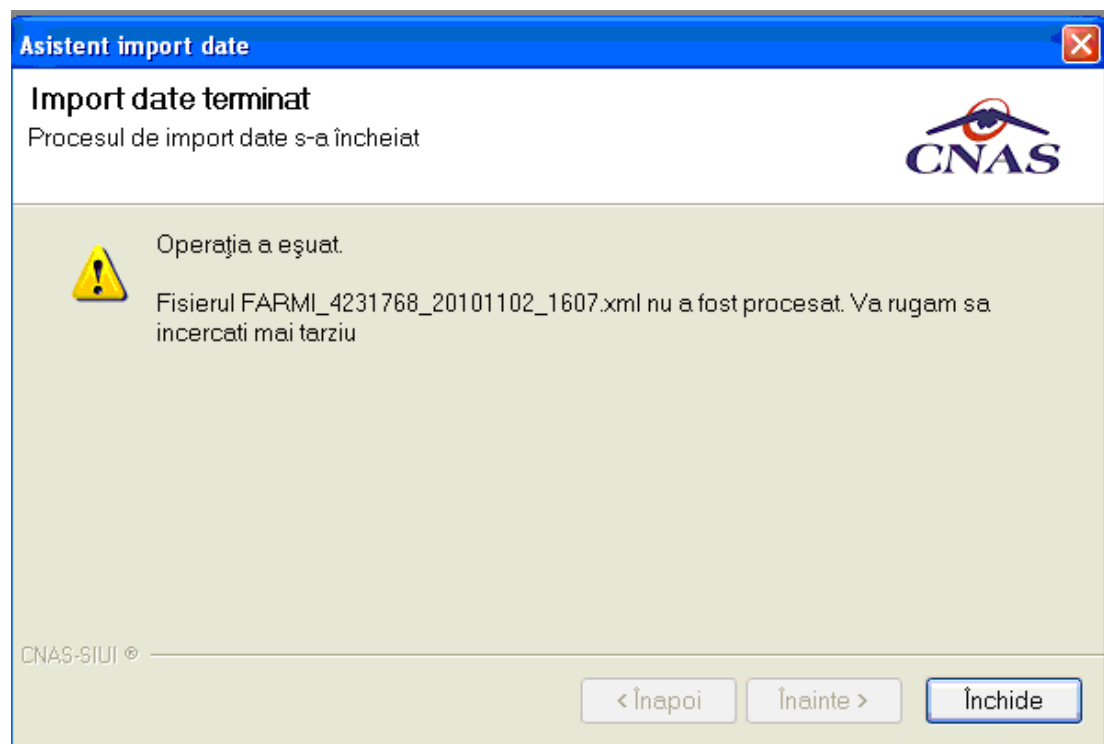 Asistent import date
Import date terminat
Procesul de import date s-a încheiat
CNAS
Operaţia a eşuat.
Fisierul FARMI_4231768_20101102_1607.xml nu a fost procesat. Va rugam sa
incercati mai tarziu
CNAS-SIUI ®
< Înapoi
Înainte >
Închide